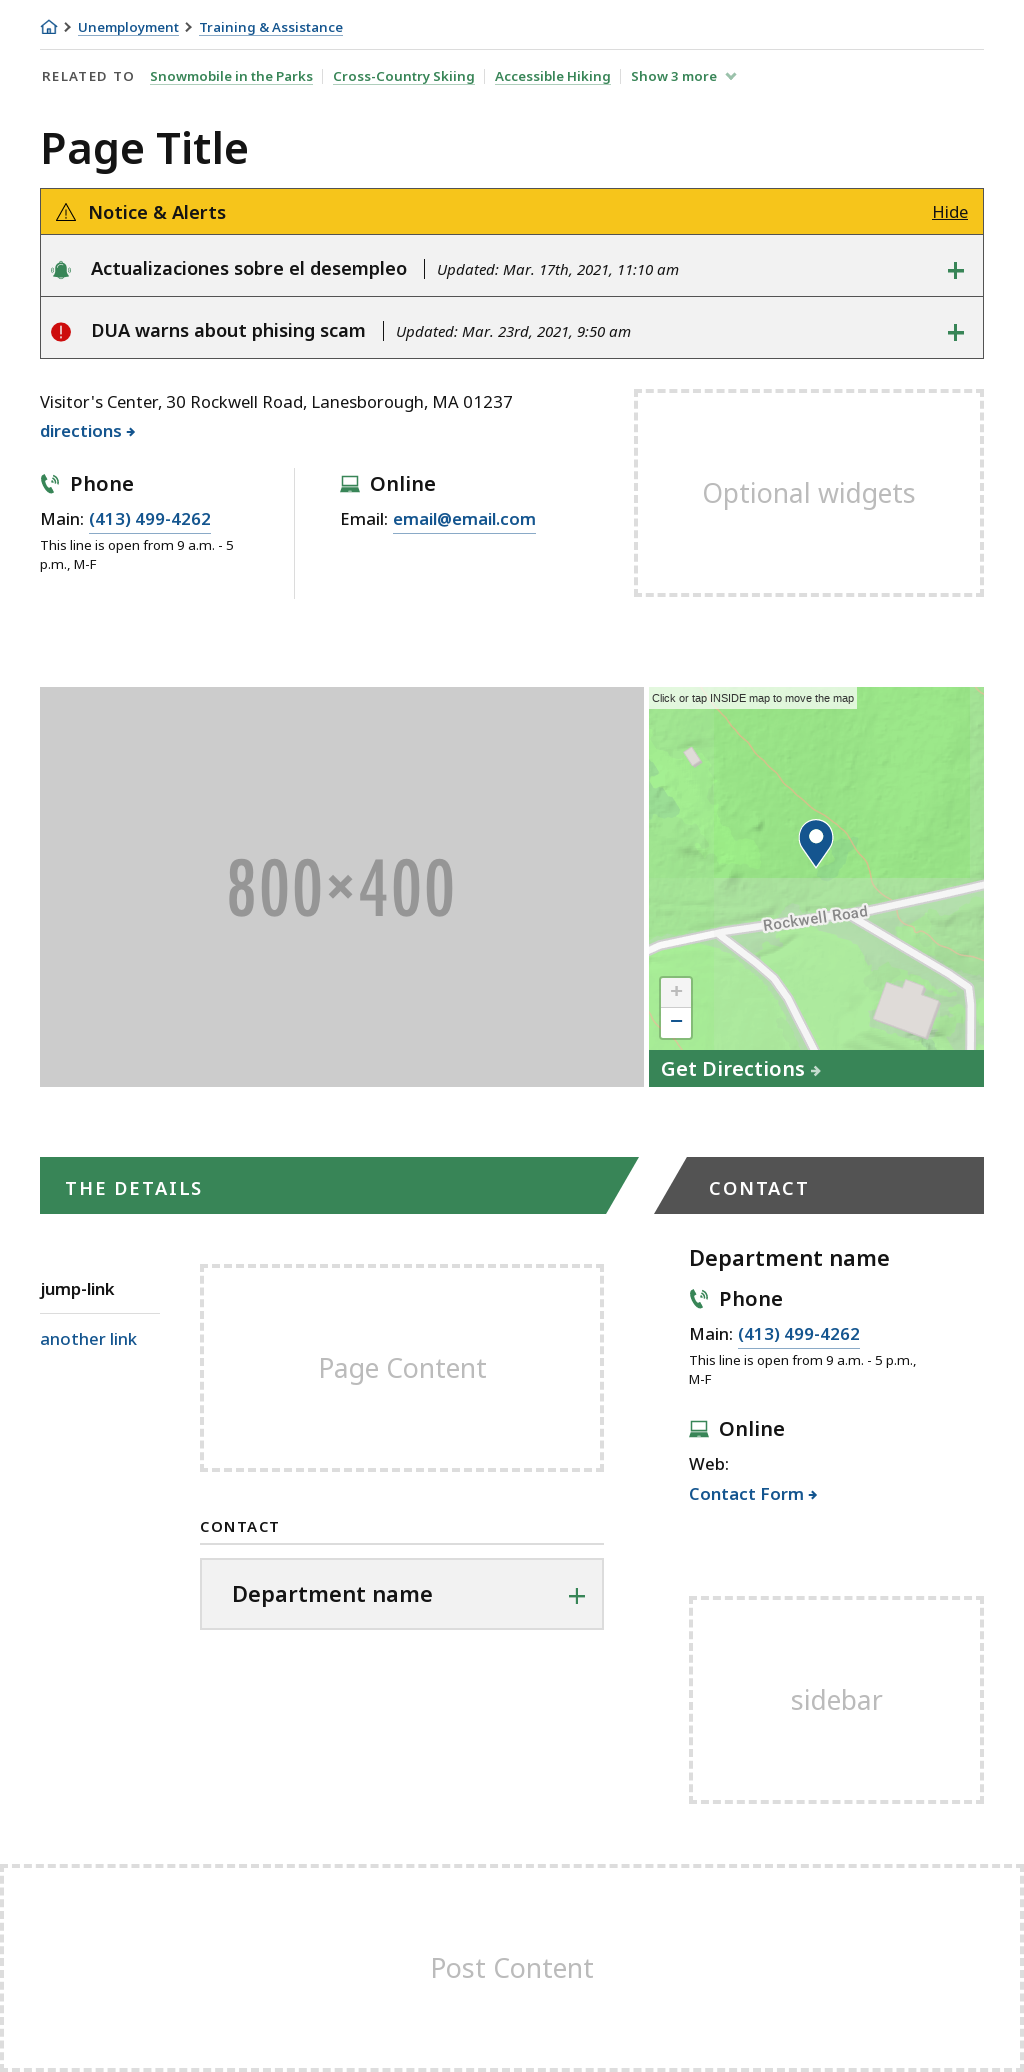 Unemployment Training & Assistance
RELATED TO Snowmobile in the Parks Cross-Country Skiing Accessible Hiking Show 3 more
Page Title
Notice & Alerts Hide
Actualizaciones sobre el desempleo Updated: Mar. 17th, 2021, 11:10 am +
DUA warns about phising scam Updated: Mar. 23rd, 2021, 9:50 am +
Visitor's Center, 30 Rockwell Road, Lanesborough, MA 01237
directions
Phone
Main: (413) 499-4262
This line is open from 9 a.m. - 5
p.m., M-F
Online
Email: email@email.com
Optional widgets
800×400
Click or tap INSIDE map to move the map
Rockwell Road
+
−
Get Directions
THE DETAILS
jump-link
another link
Page Content
CONTACT
Department name +
CONTACT
Department name
Phone
Main: (413) 499-4262
This line is open from 9 a.m. - 5 p.m.,
M-F
Online
Web:
Contact Form
sidebar
Post Content